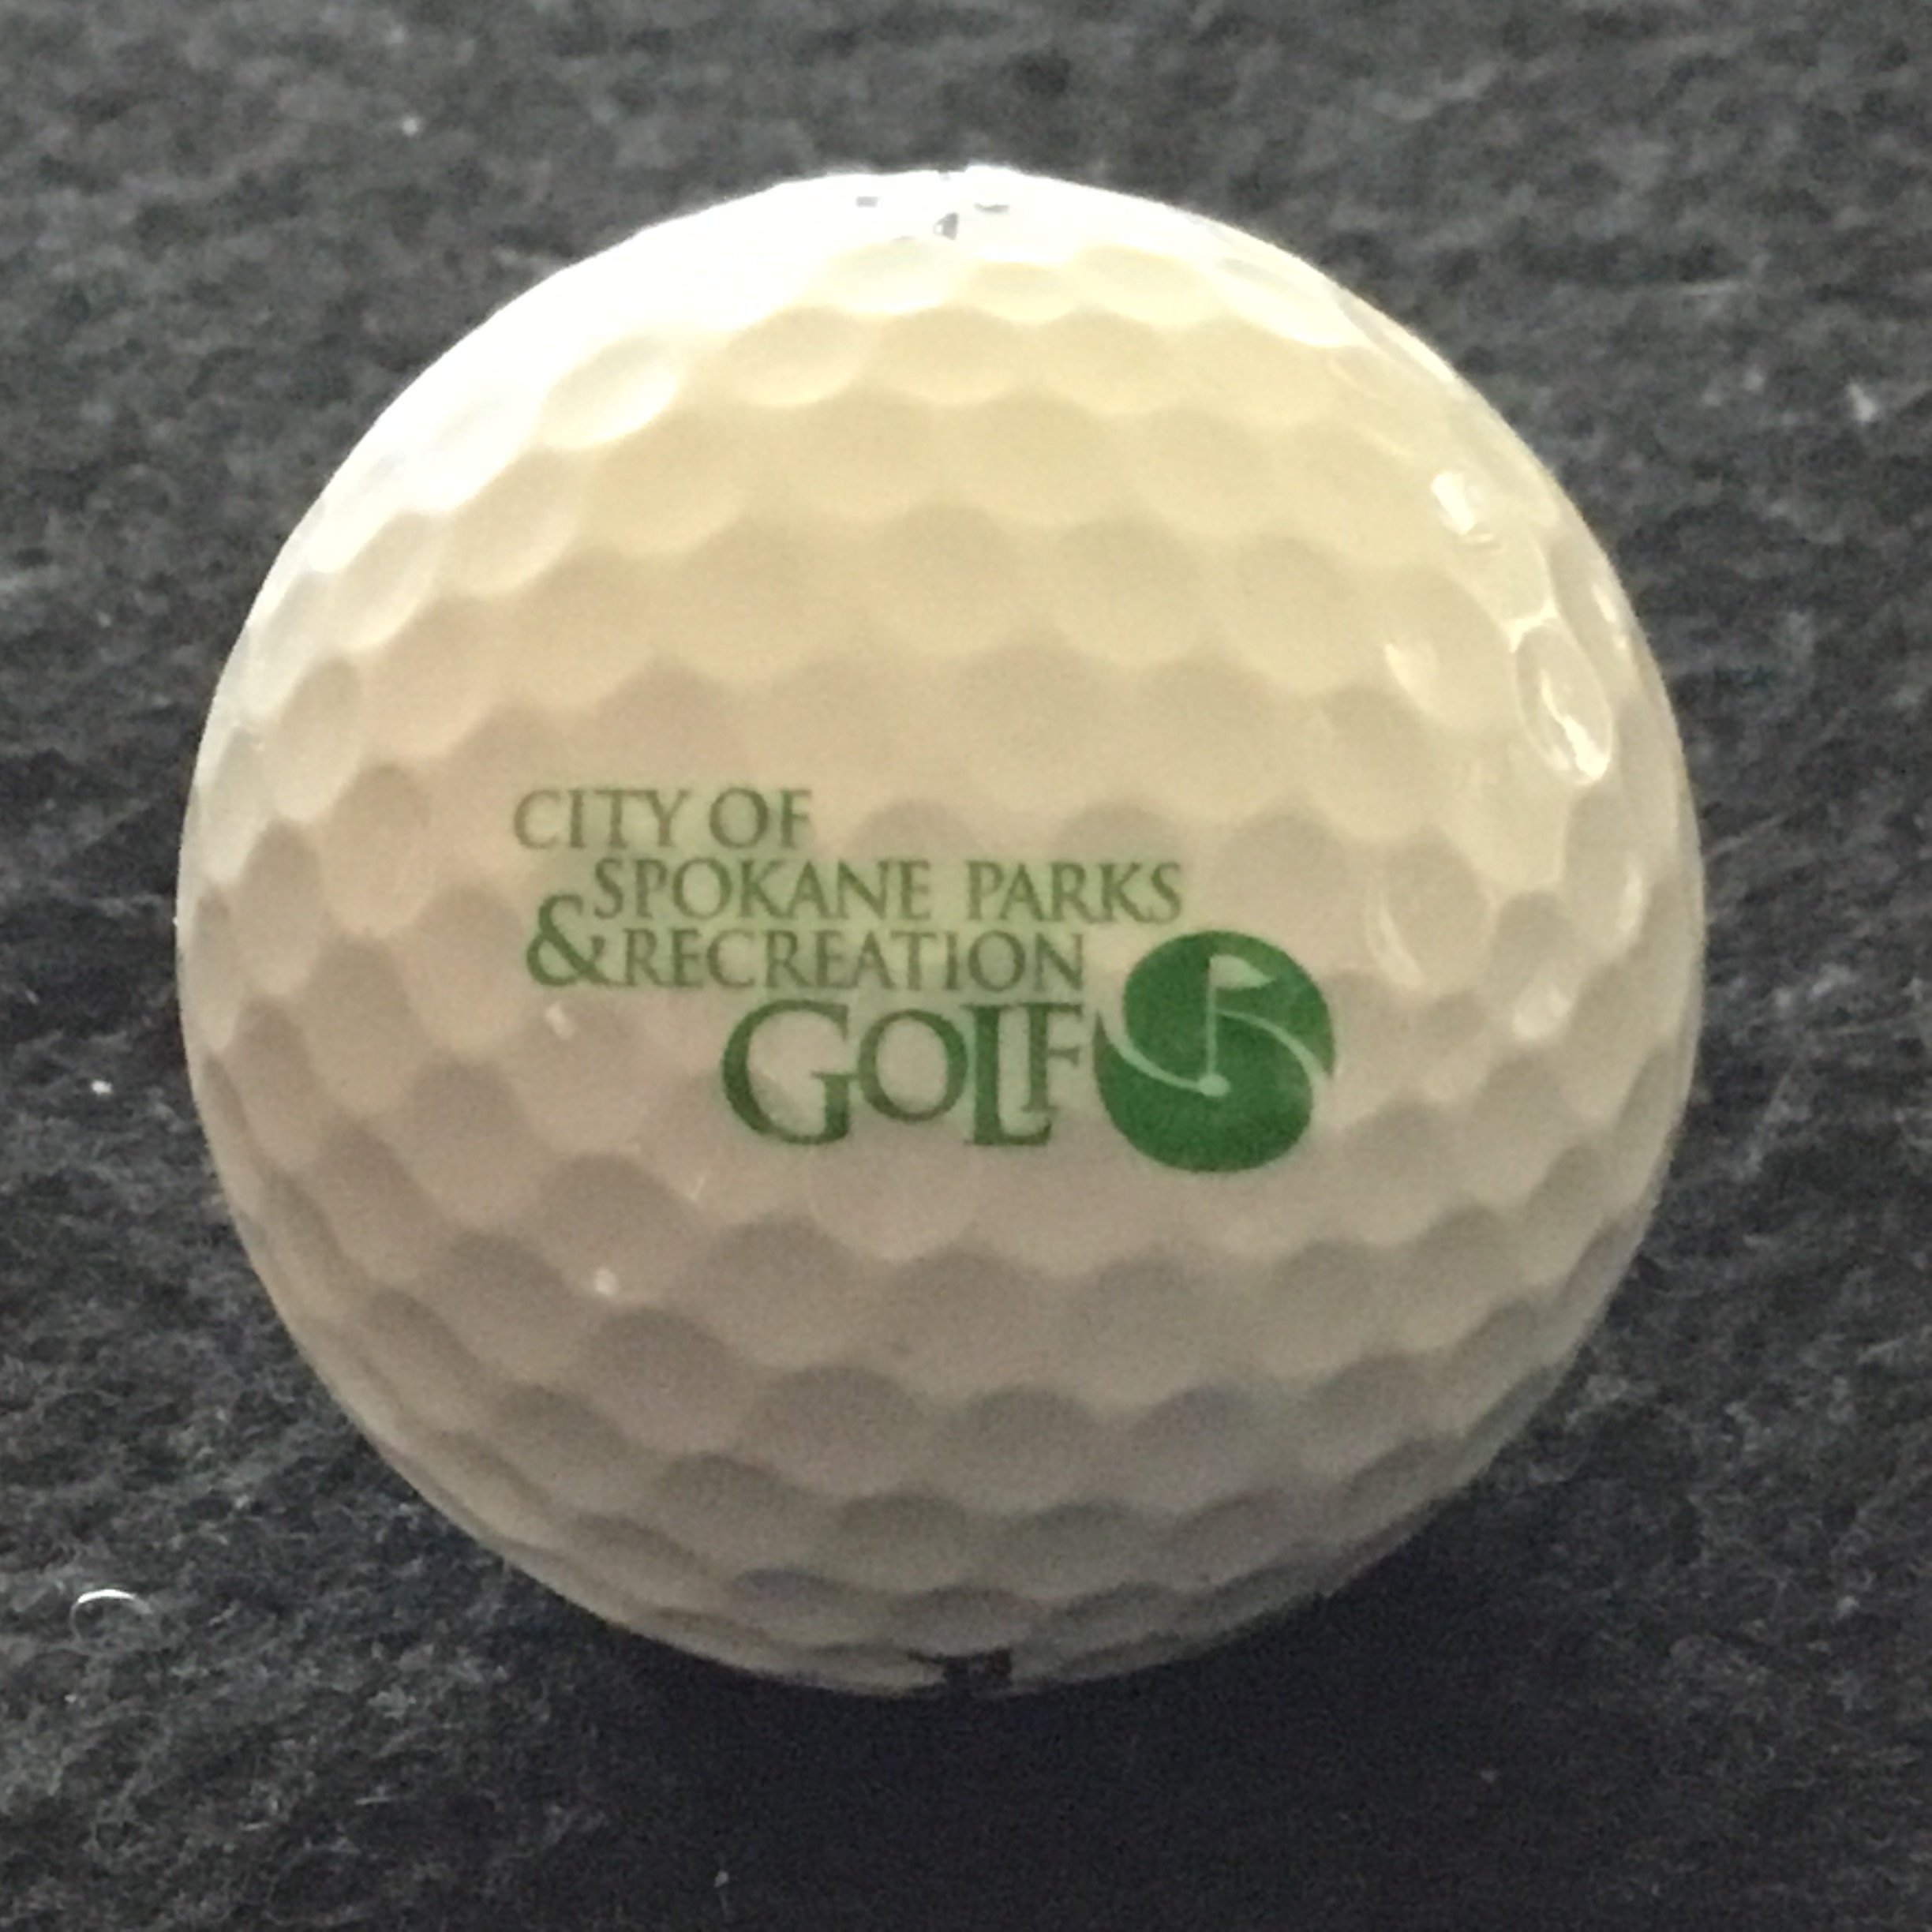 CITY OF
SPOKANE PARKS
& RECREATION
GOLF